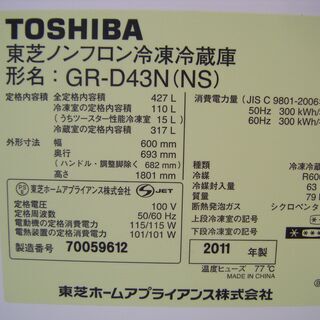 TOSHIBA
東芝ノンフロン冷凍冷蔵庫
形名：GR-D43N(NS)
定格内容積 全定格内容積 427 L
冷凍室内容積 110 L
(うちツースター性能冷凍室 15 L)
冷蔵室 317 L
外形寸法 幅 600 mm
奥行 693 mm
(ハンドル・調整脚除く 682 mm)
高さ 1801 mm
消費電力量 (JIS C 9801-2006)
50Hz 300 kWh/
60Hz 300 kWh/
東芝ホームアプライアンス株式会社 JET
定格電圧 100 V
定格周波数 50/60 Hz
電動機の定格消費電力 115/115 W
電熱装置の定格消費電力 101/101 W
製造番号 70059612
種類 冷凍冷蔵
冷媒 R600
冷媒封入量 63
質量 79
断熱発泡ガス シクロペンタ
上段冷凍室の記号
下段冷凍室の記号
2011 年製
温度ヒューズ 77℃
MADE IN CHINA
東芝ホームアプライアンス株式会社